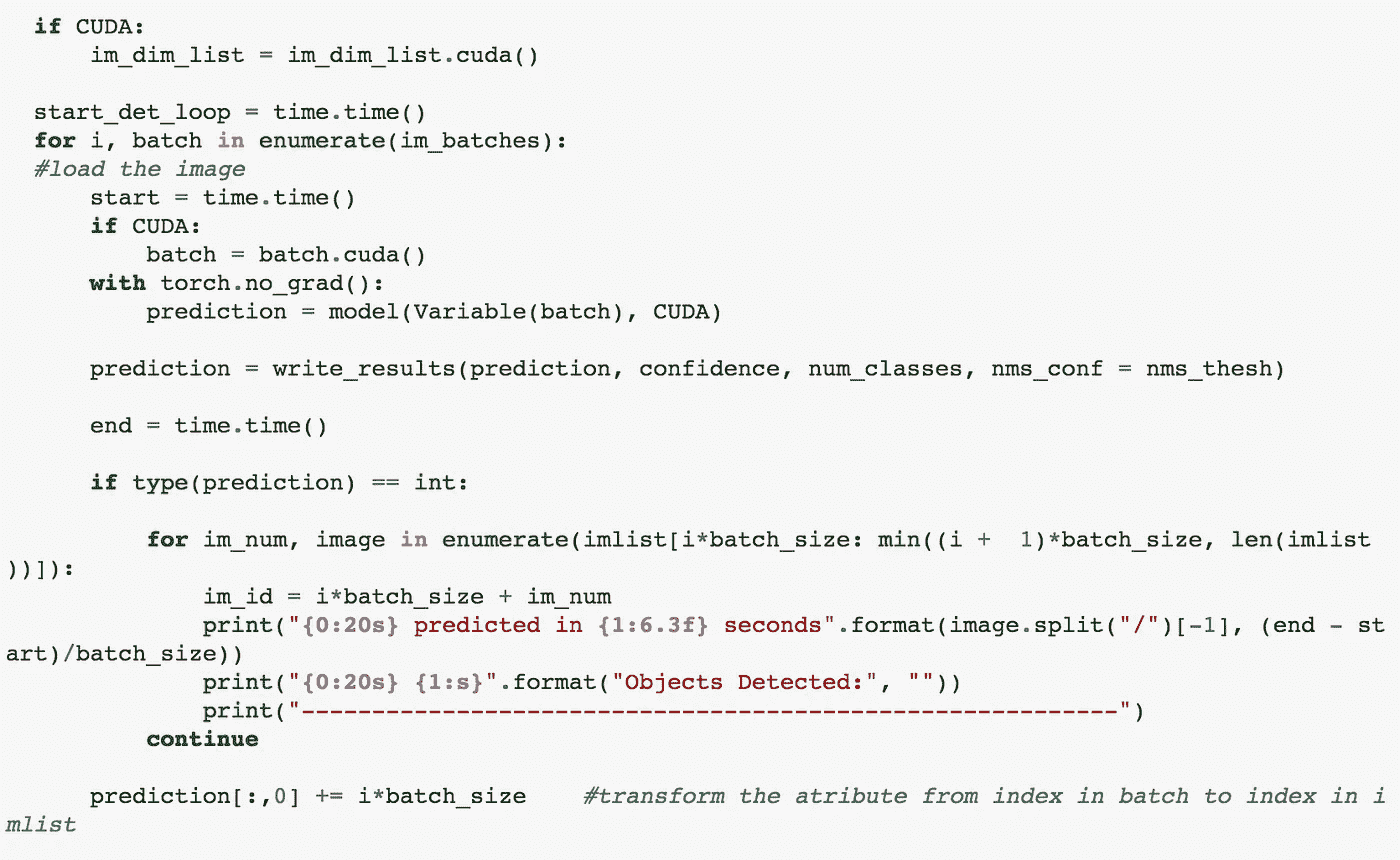 if CUDA:
    im_dim_list = im_dim_list.cuda()
start_det_loop = time.time()
for i, batch in enumerate(im_batches):
#load the image
    start = time.time()
    if CUDA:
        batch = batch.cuda()
    with torch.no_grad():
        prediction = model(Variable(batch), CUDA)
    prediction = write_results(prediction, confidence, num_classes, nms_conf = nms_thesh)
    end = time.time()
    if type(prediction) == int:
        for im_num, image in enumerate(imlist[i*batch_size: min((i +  1)*batch_size, len(imlist
))]):
            im_id = i*batch_size + im_num
            print("{0:20s} predicted in {1:6.3f} seconds".format(image.split("/")[-1], (end - st
art)/batch_size))
            print("{0:20s} {1:s}".format("Objects Detected:", ""))
            print("----------------------------------------------------------")
        continue
    prediction[:,0] += i*batch_size    #transform the atribute from index in batch to index in i
mlist